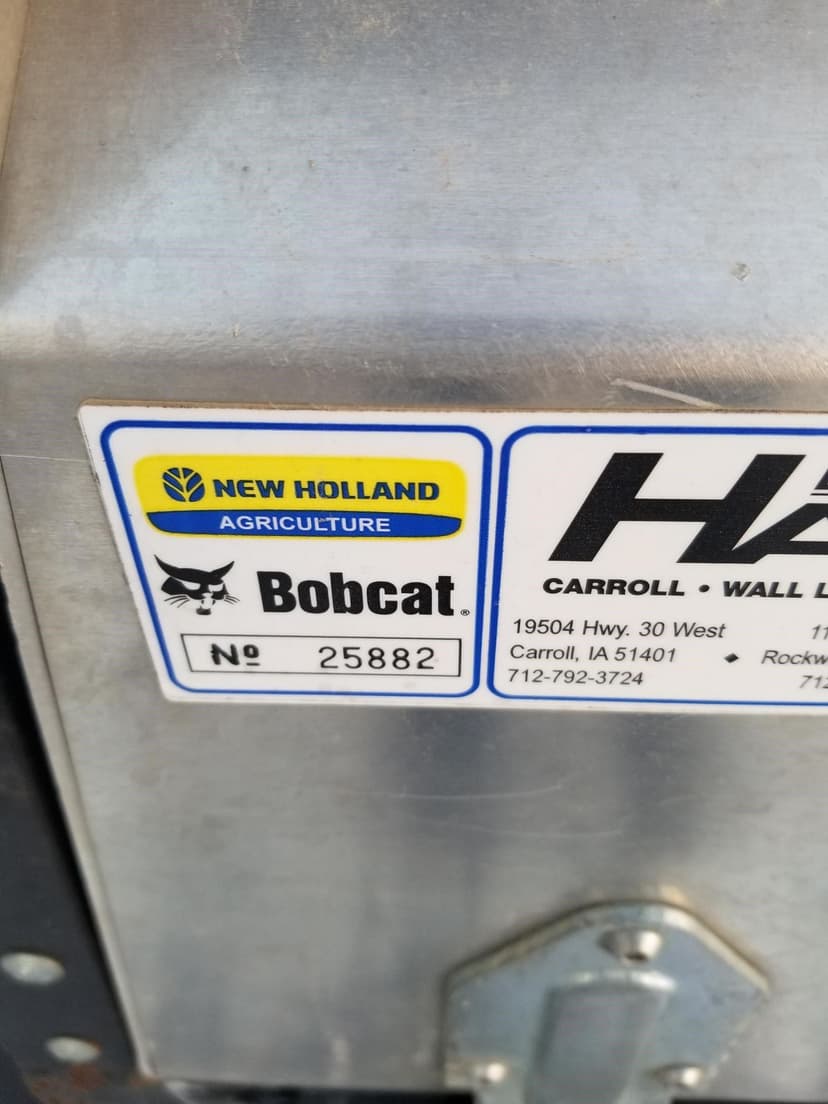 NEW HOLLAND
AGRICULTURE
Bobcat®
Nº 25882
CARROLL • WALL
19504 Hwy. 30 West
Carroll, IA 51401
712-792-3724